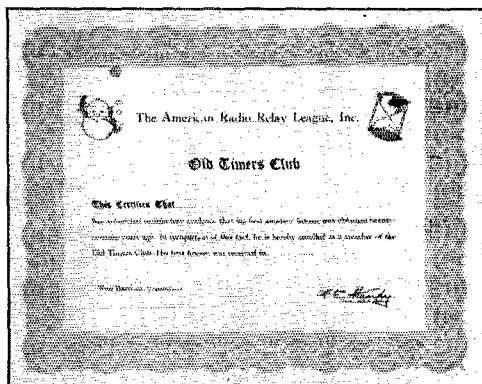 The American Radio Relay League, Inc.
Old Timers Club
This Certifies That
has submitted satisfactory evidence that his first amateur license was obtained twenty
years ago. In recognition of this fact, he is hereby enrolled as a member of the
Old Timers Club. His first license was received in